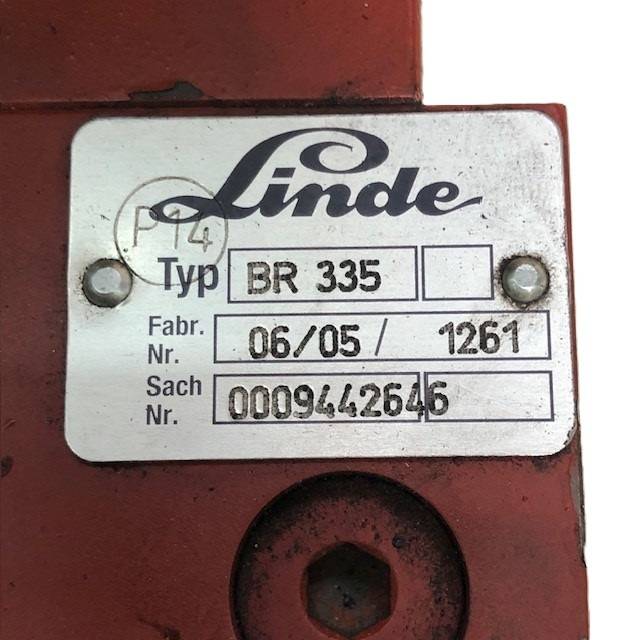 Linde
P14
Typ BR 335
Fabr. Nr. 06/05 / 1261
Sach Nr. 0009442646